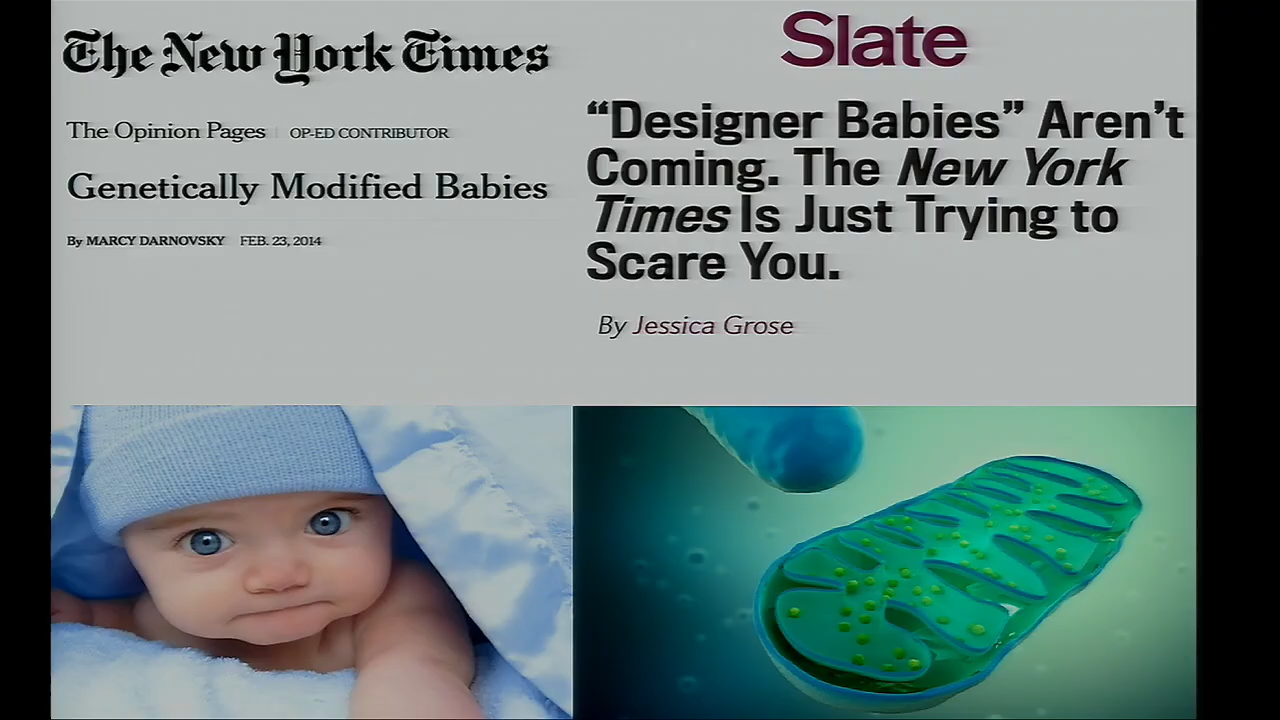 The New York Times
The Opinion Pages | OP-ED CONTRIBUTOR
Genetically Modified Babies
By MARCY DARNOVSKY FEB. 23, 2014
Slate
“Designer Babies” Aren’t
Coming. The New York
Times Is Just Trying to
Scare You.
By Jessica Grose